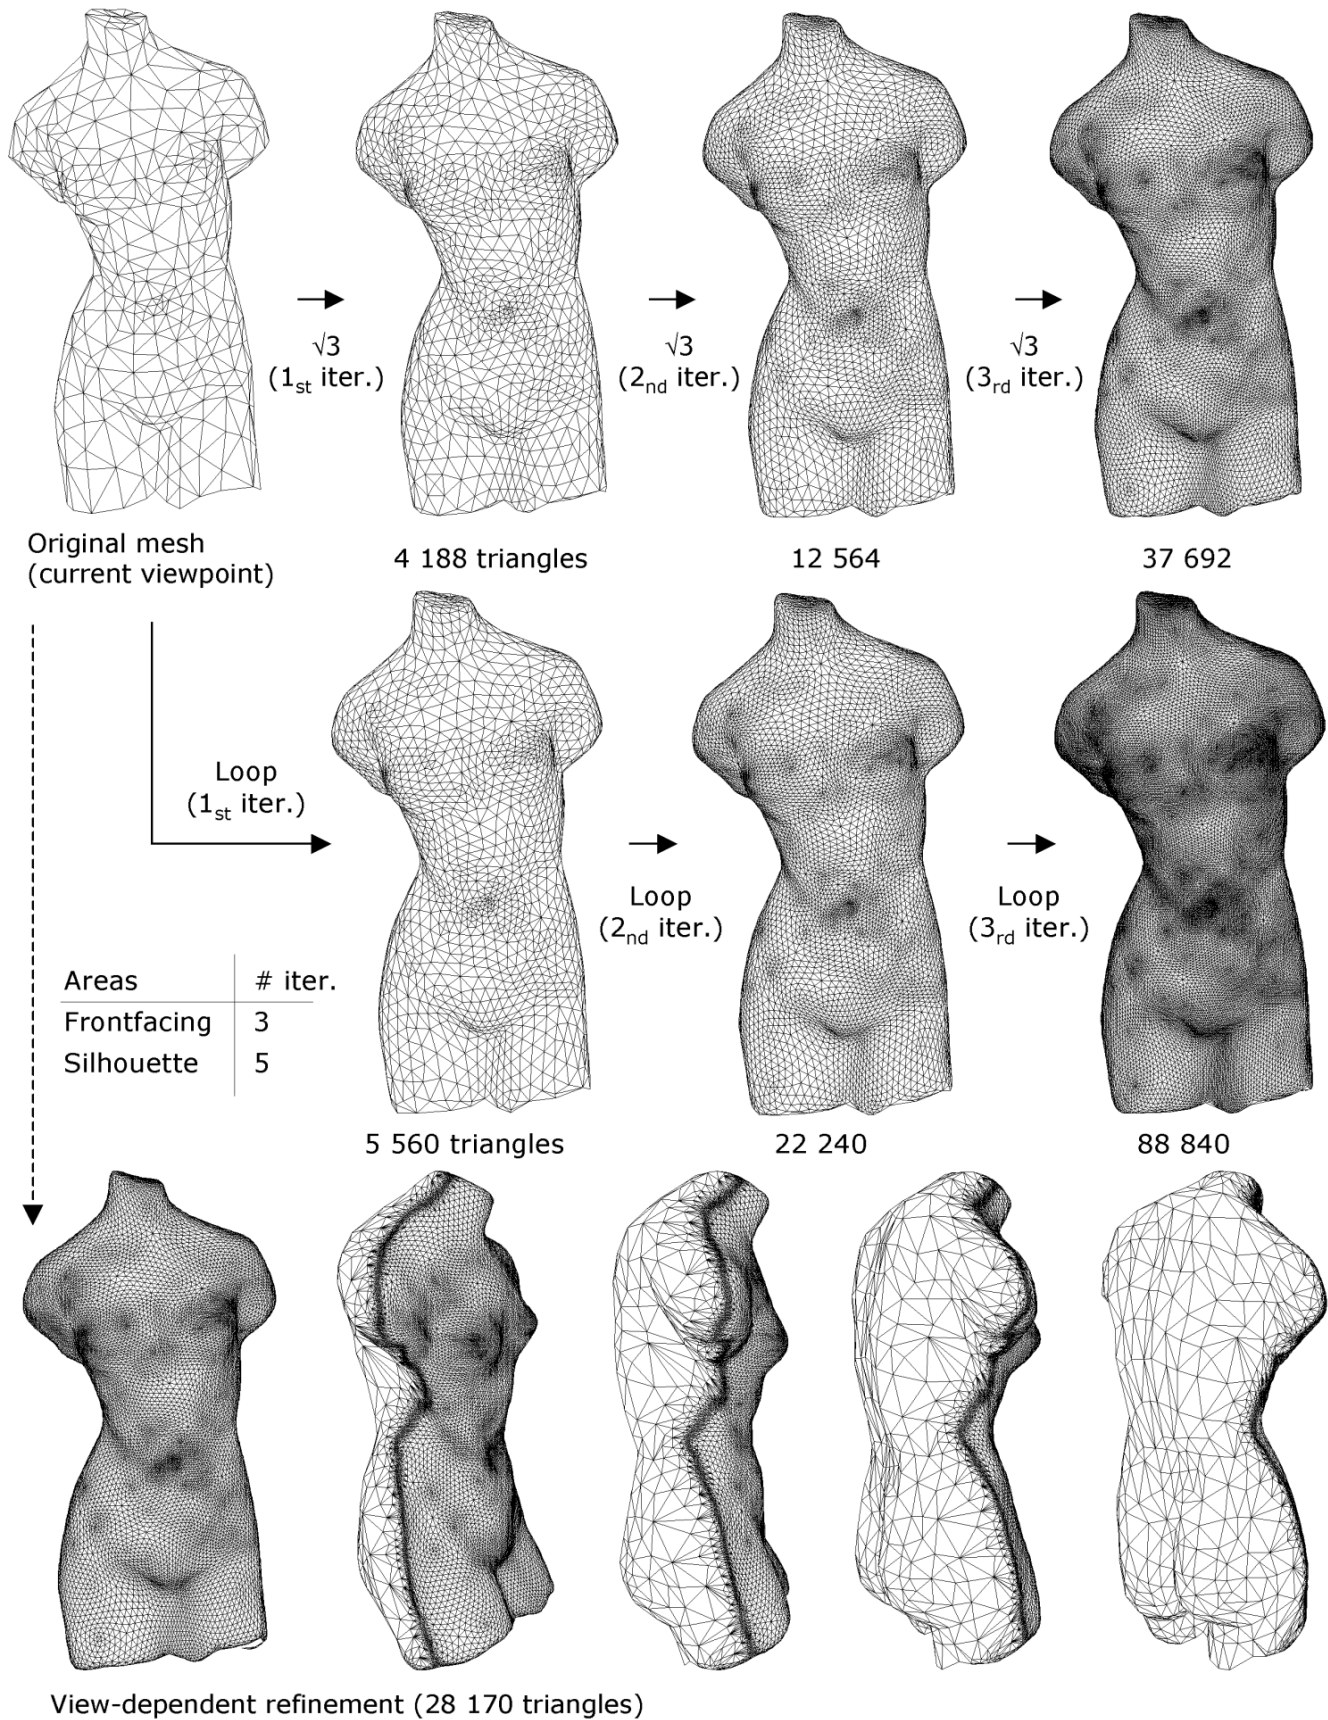 √3
(1st iter.)
√3
(2nd iter.)
√3
(3rd iter.)
Original mesh
(current viewpoint)
4 188 triangles
12 564
37 692
Loop
(1st iter.)
Loop
(2nd iter.)
Loop
(3rd iter.)
Areas # iter.
Frontfacing 3
Silhouette 5
5 560 triangles
22 240
88 840
View-dependent refinement (28 170 triangles)